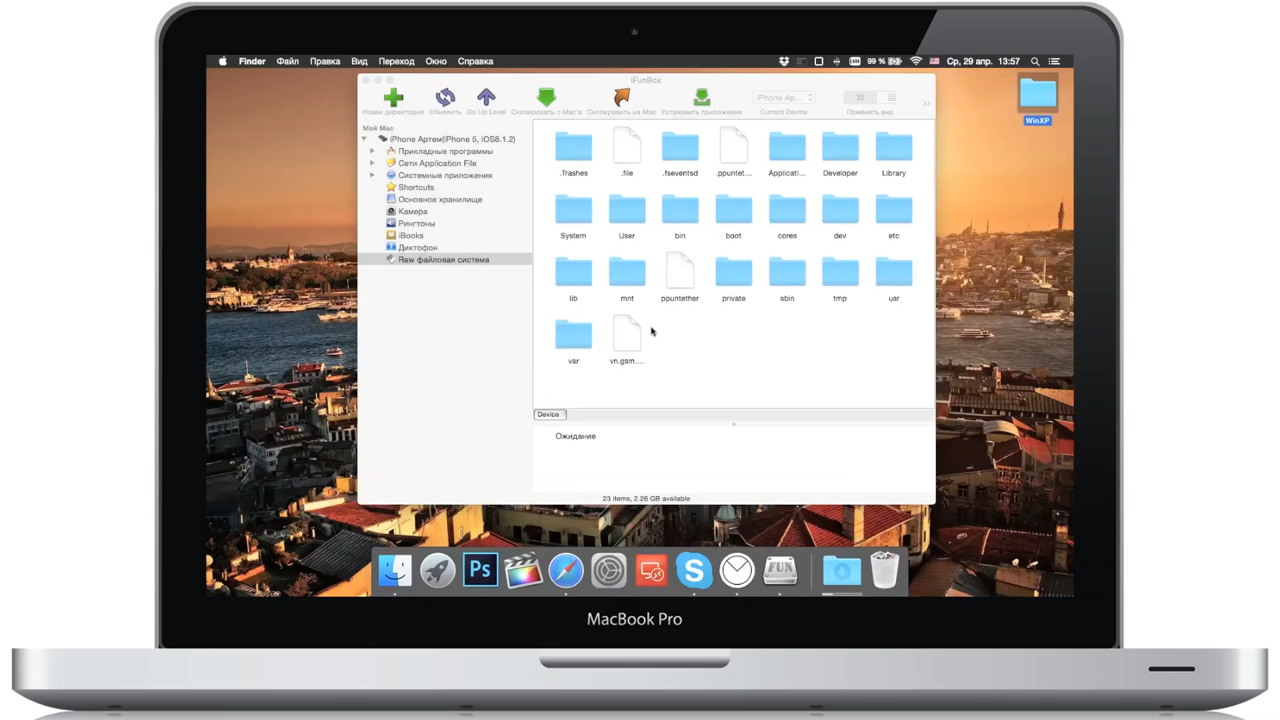 Finder Файл Правка Вид Переход Окно Справка 99 % Ср, 29 апр. 13:57
iFunBox
WinXP
Новая директория Обновить Go Up Level Скопировать с Mac'а Скопировать на Mac Установить приложение iPhone Ap... Currect Device Поменять вид
Мой Mac
iPhone Артем(iPhone 5, iOS8.1.2)
Прикладные программы
Сети Application File
Системные приложения
Shortcuts
Основное хранилище
Камера
Рингтоны
iBooks
Диктофон
Raw файловая система
.Trashes .file .fseventsd .ppuntet... Applicati... Developer Library
System User bin boot cores dev etc
lib mnt ppuntether private sbin tmp usr
var vn.gsm....
Device
Ожидание
23 items, 2.26 GB available
Ps
FUN
MacBook Pro